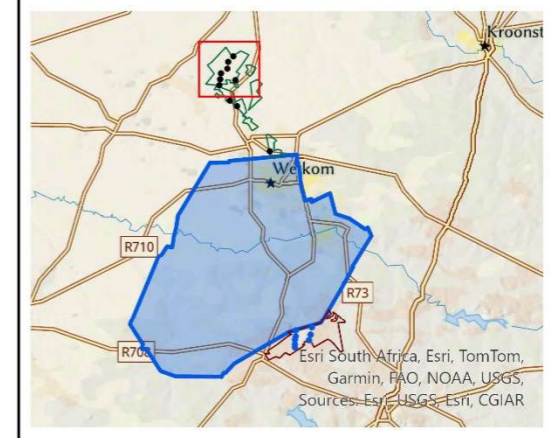 Kroonst
Welkom
R710
R73
R708
Esri South Africa, Esri, TomTom,
Garmin, FAO, NOAA, USGS,
Sources: Esri, USGS, Esri, CGIAR